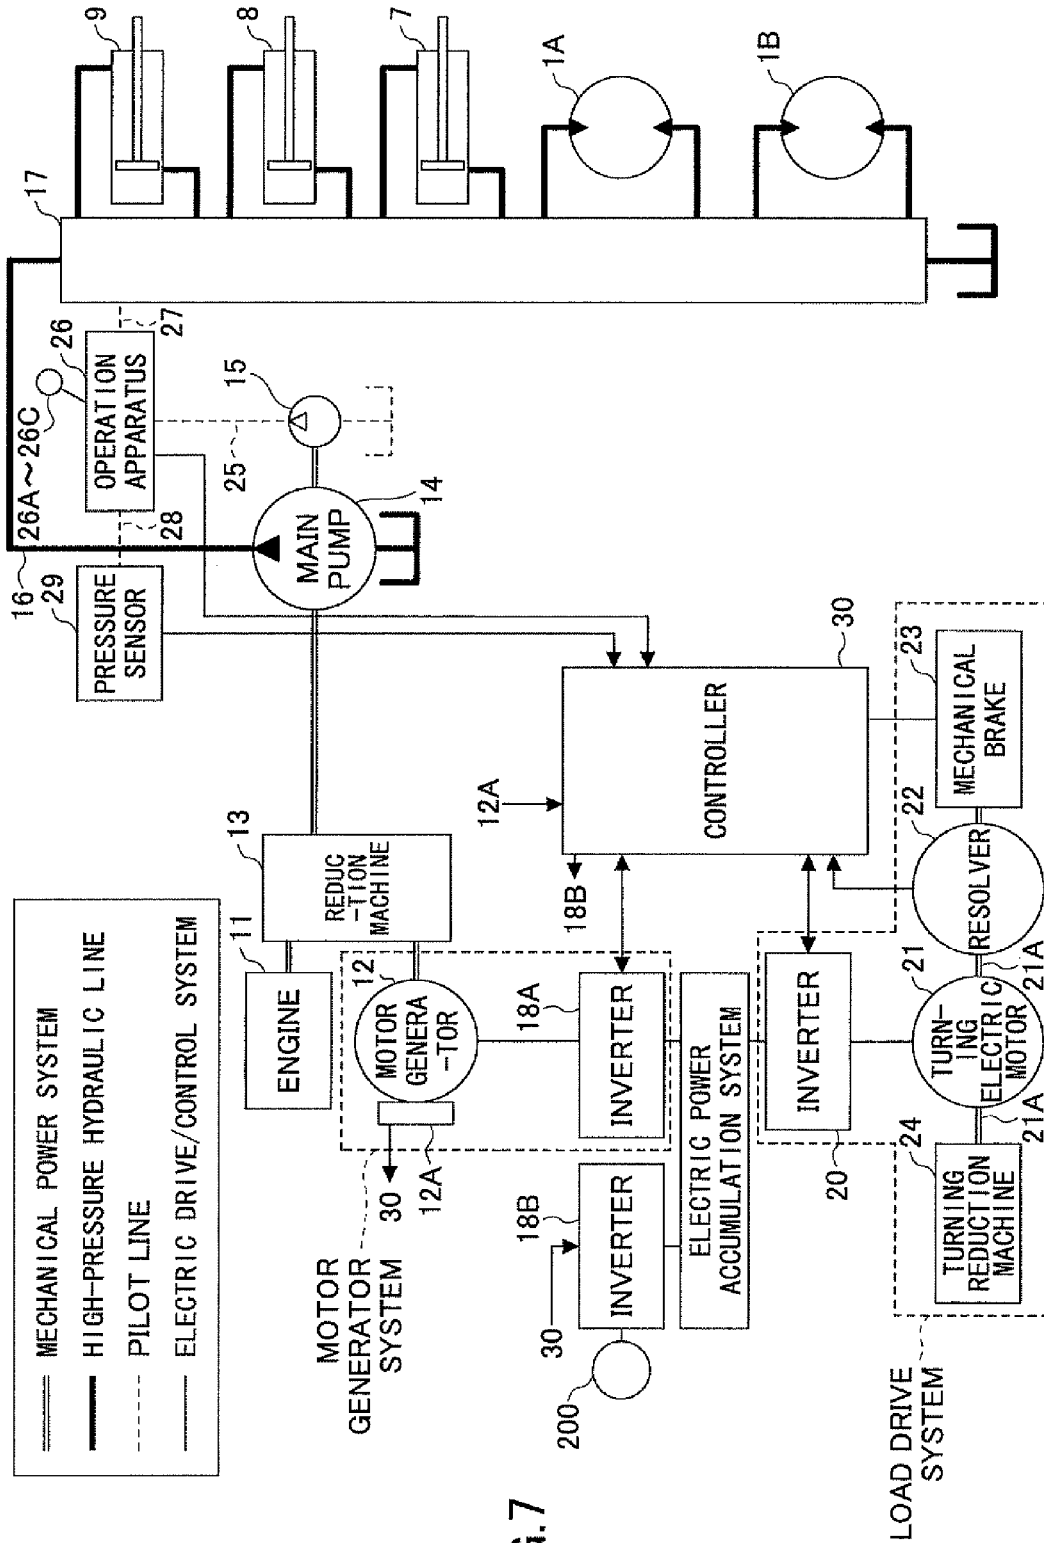 MECHANICAL POWER SYSTEM
HIGH-PRESSURE HYDRAULIC LINE
PILOT LINE
ELECTRIC DRIVE/CONTROL SYSTEM
9
8
7
1A
1B
17
27
26
OPERATION
APPARATUS
26A～26C
28
16
29
PRESSURE
SENSOR
15
25
14
MAIN
PUMP
13
REDUC
-TION
MACHINE
11
ENGINE
12
MOTOR
GENERA
-TOR
12A
30
MOTOR
GENERATOR
SYSTEM
18A
INVERTER
18B
INVERTER
30
200
ELECTRIC POWER
ACCUMULATION SYSTEM
30
CONTROLLER
12A
18B
INVERTER
20
23
MECHANICAL
BRAKE
22
RESOLVER
21A
21
TURN-
ING
ELECTRIC
MOTOR
21A
24
TURNING
REDUCTION
MACHINE
LOAD DRIVE
SYSTEM
G.7